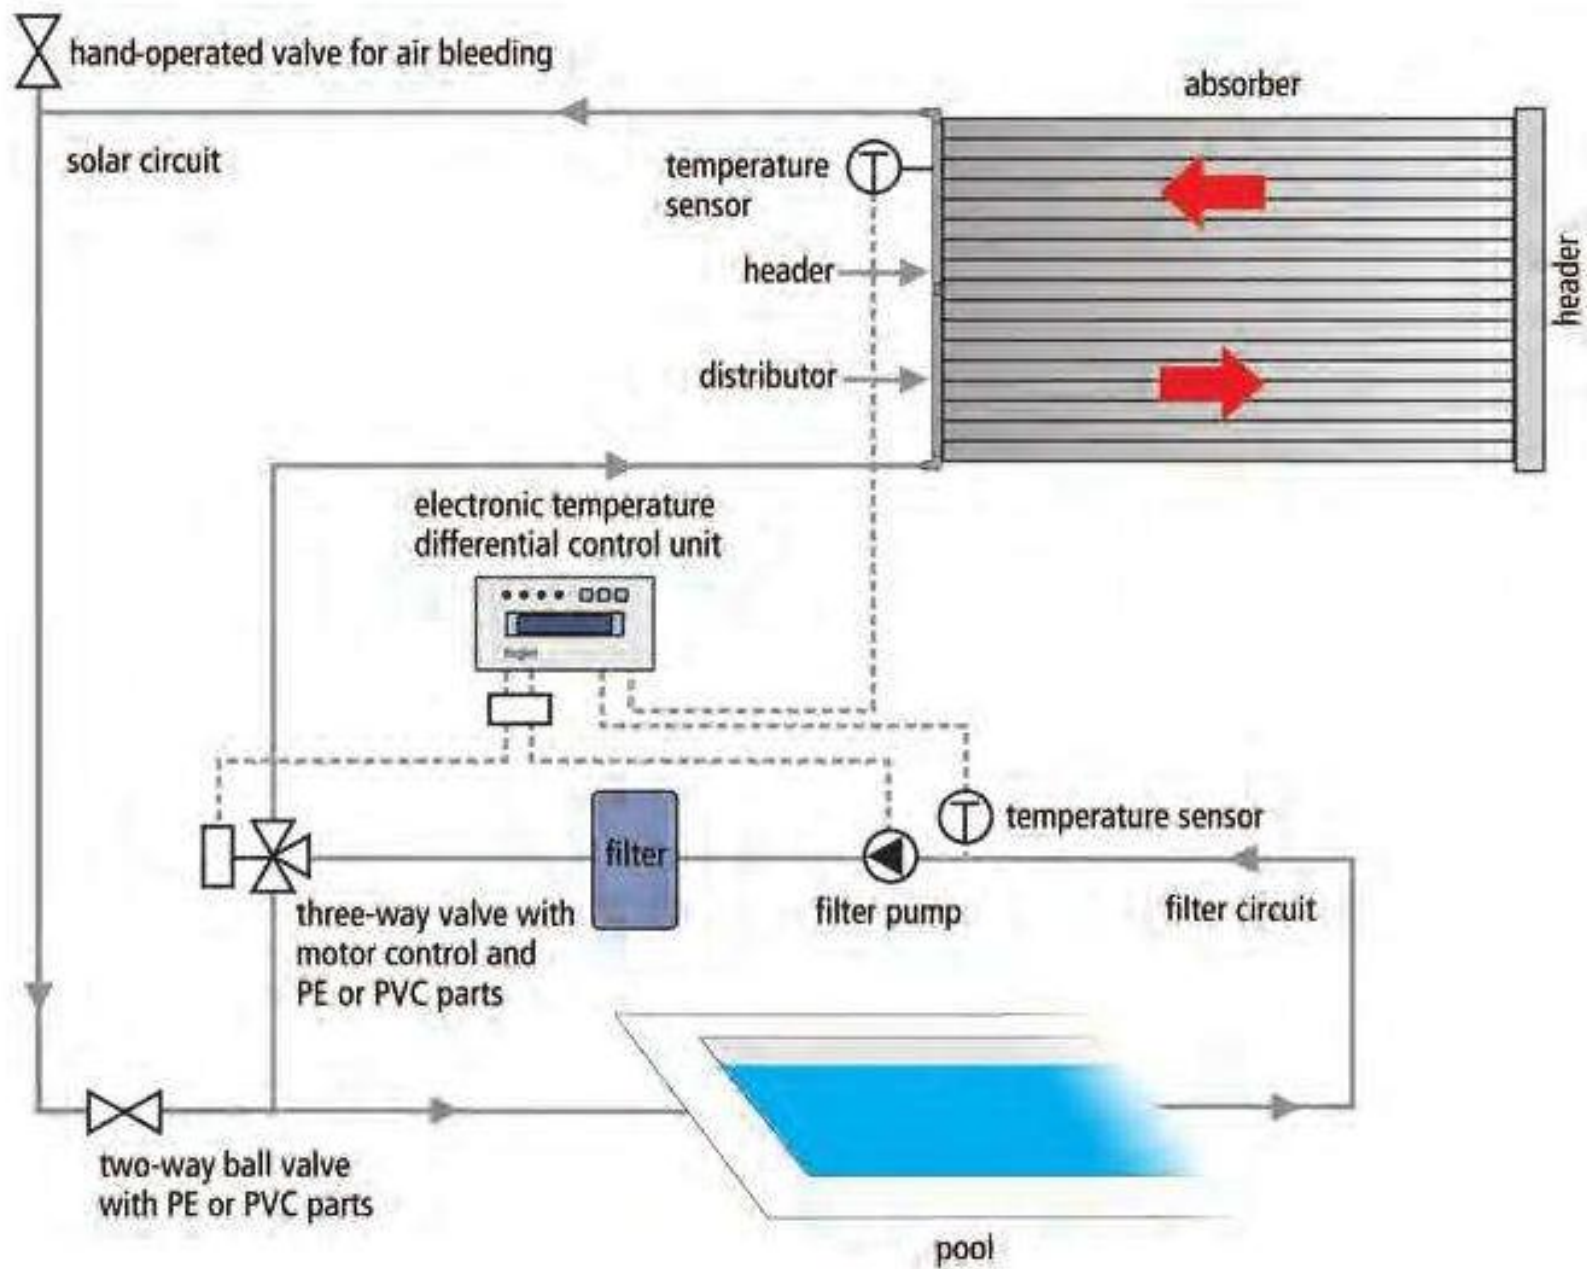 hand-operated valve for air bleeding
absorber
solar circuit
temperature
sensor
header
header
distributor
electronic temperature
differential control unit
filter
temperature sensor
filter pump
filter circuit
three-way valve with
motor control and
PE or PVC parts
two-way ball valve
with PE or PVC parts
pool